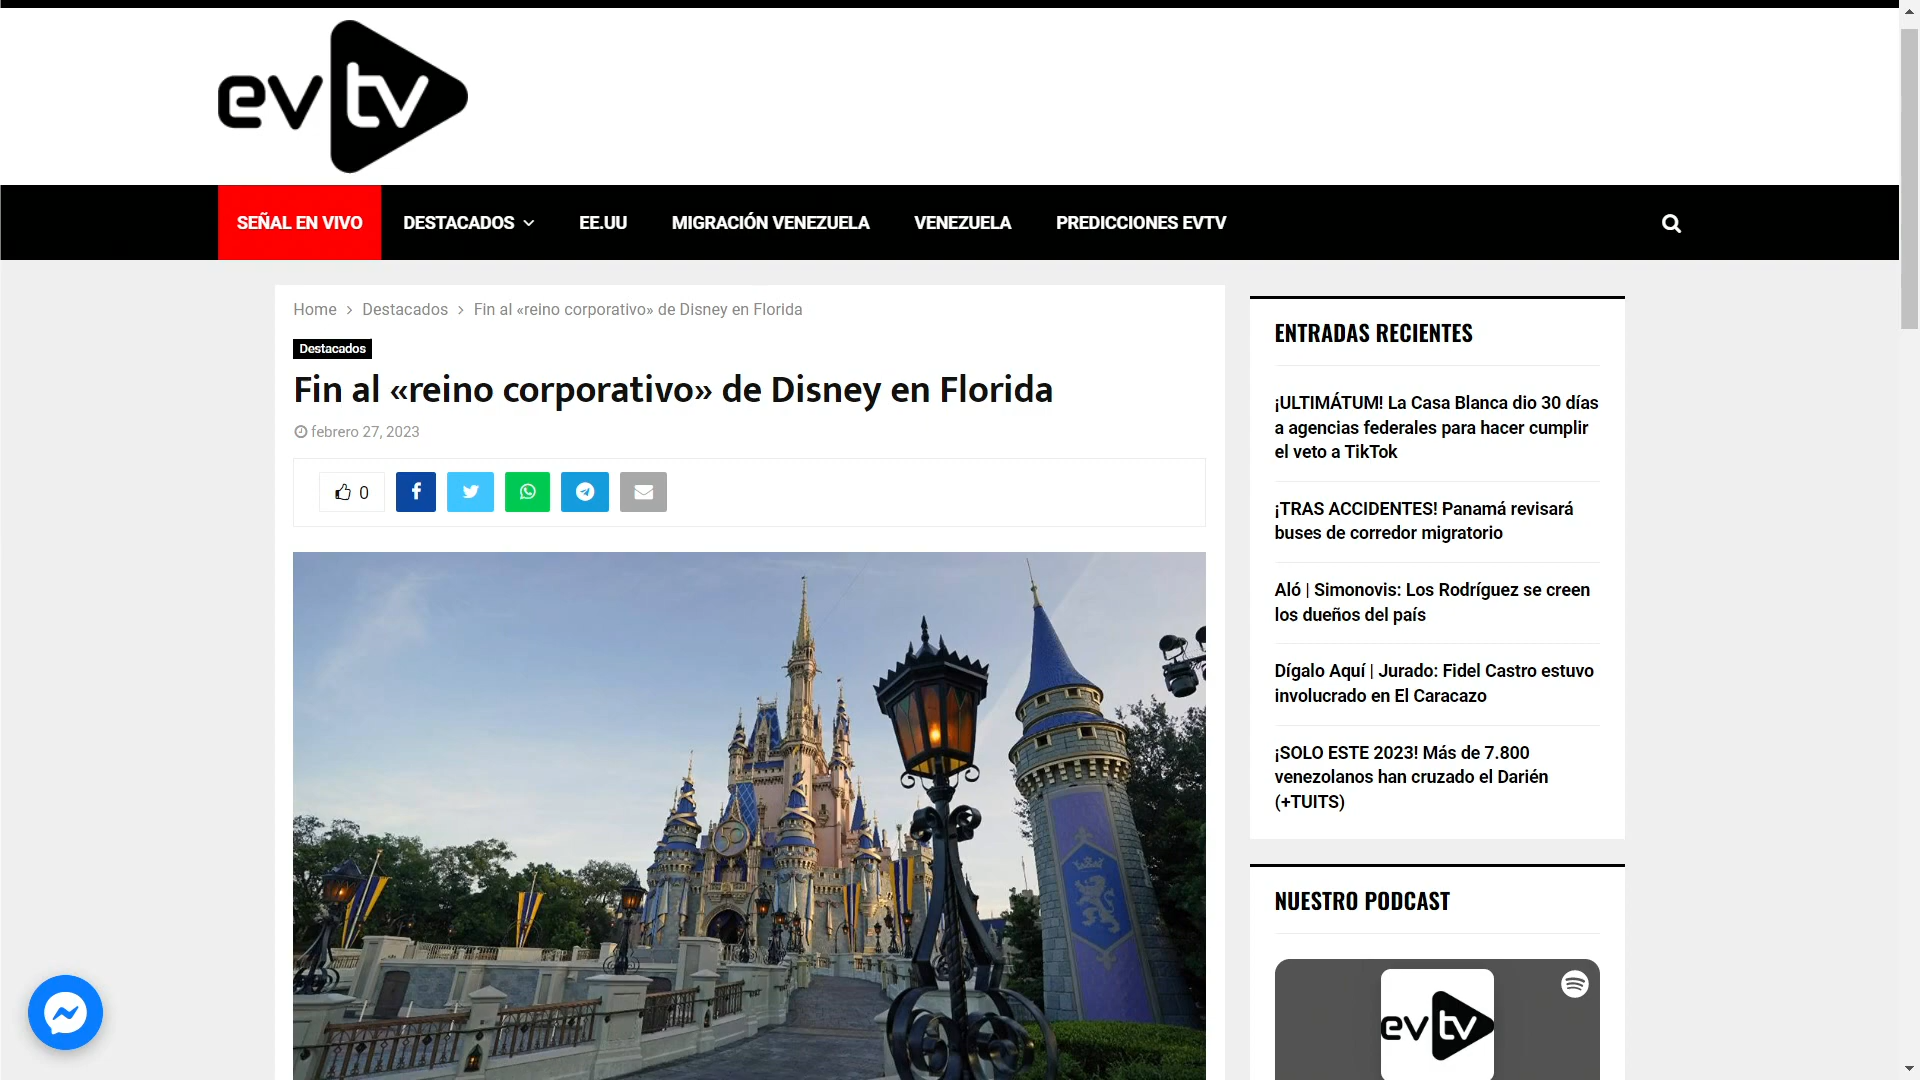 evtv
SEÑAL EN VIVO
DESTACADOS
EE.UU
MIGRACIÓN VENEZUELA
VENEZUELA
PREDICCIONES EVTV
Home > Destacados > Fin al «reino corporativo» de Disney en Florida
Destacados
Fin al «reino corporativo» de Disney en Florida
febrero 27, 2023
0
50
ENTRADAS RECIENTES
¡ULTIMÁTUM! La Casa Blanca dio 30 días
a agencias federales para hacer cumplir
el veto a TikTok
¡TRAS ACCIDENTES! Panamá revisará
buses de corredor migratorio
Aló | Simonovis: Los Rodríguez se creen
los dueños del país
Dígalo Aquí | Jurado: Fidel Castro estuvo
involucrado en El Caracazo
¡SOLO ESTE 2023! Más de 7.800
venezolanos han cruzado el Darién
(+TUITS)
NUESTRO PODCAST
evtv